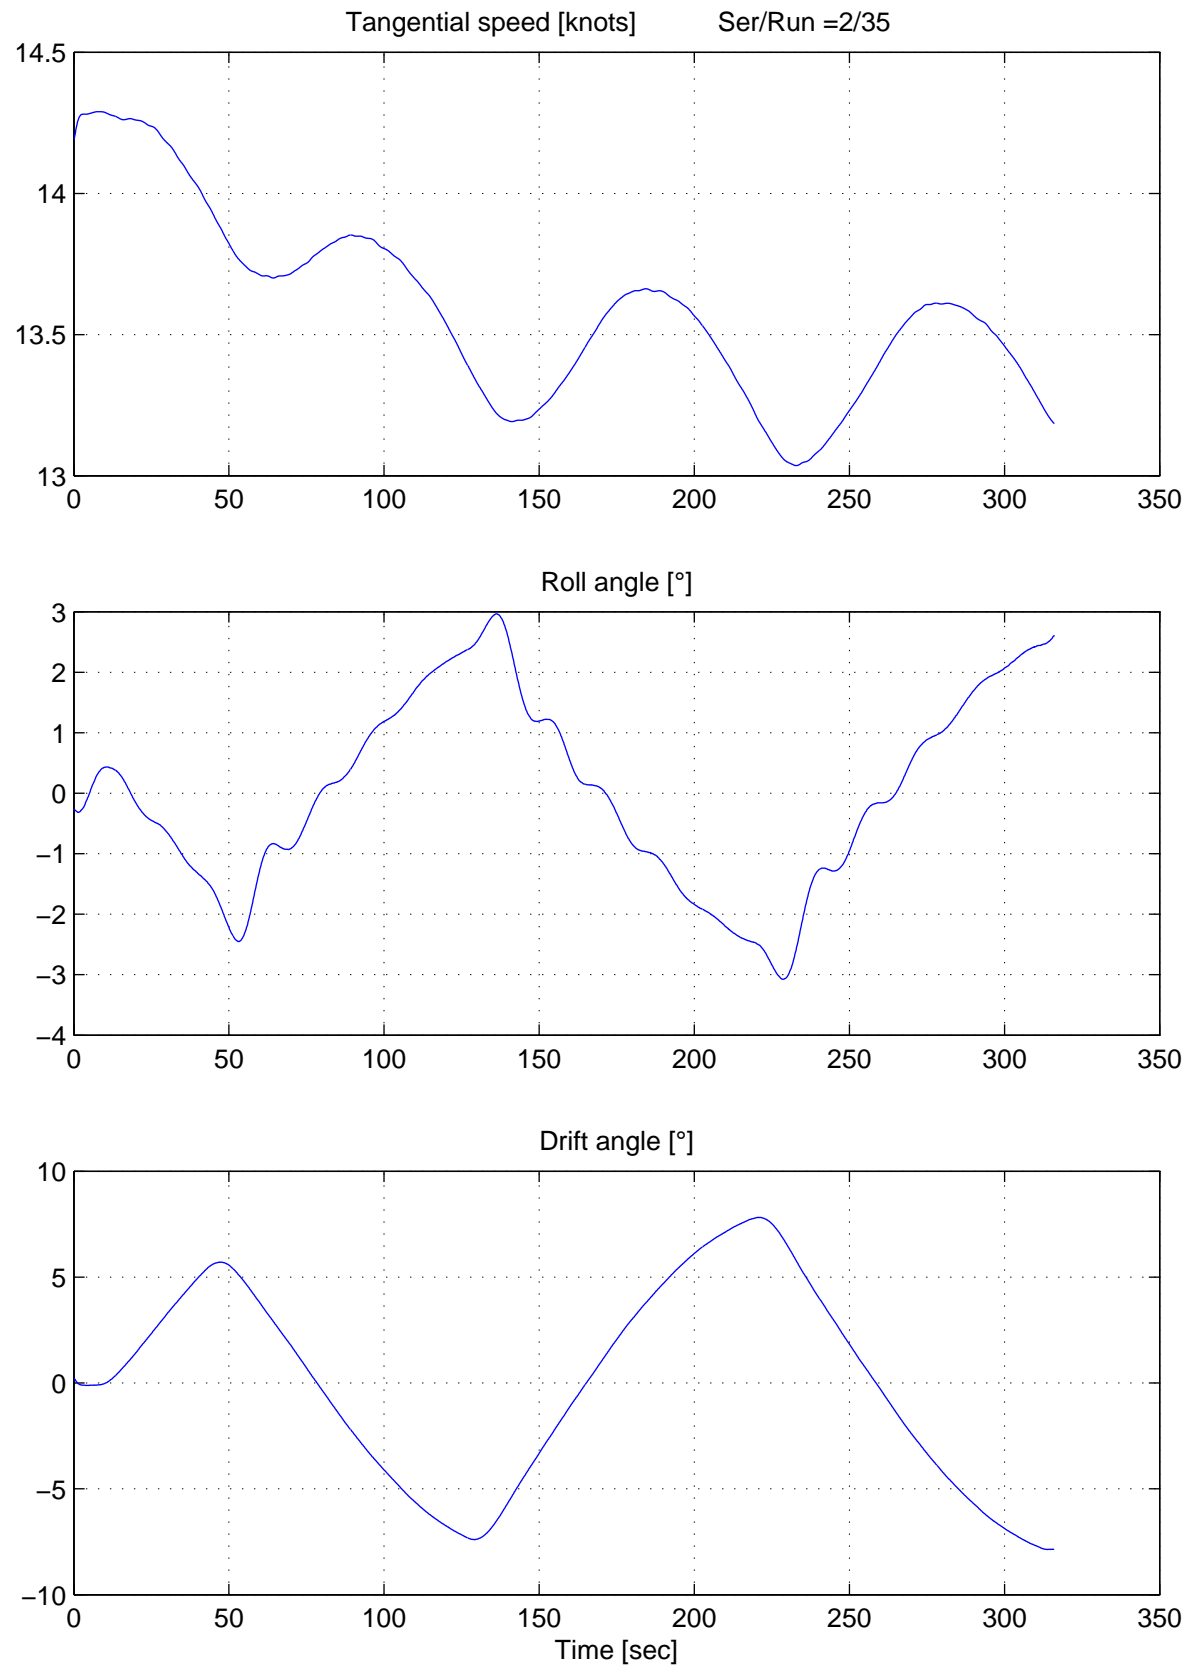 Tangential speed [knots] Ser/Run =2/35
14.5
14
13.5
13
0 50 100 150 200 250 300 350
Roll angle [°]
3
2
1
0
−1
−2
−3
−4
0 50 100 150 200 250 300 350
Drift angle [°]
10
5
0
−5
−10
0 50 100 150 200 250 300 350
Time [sec]